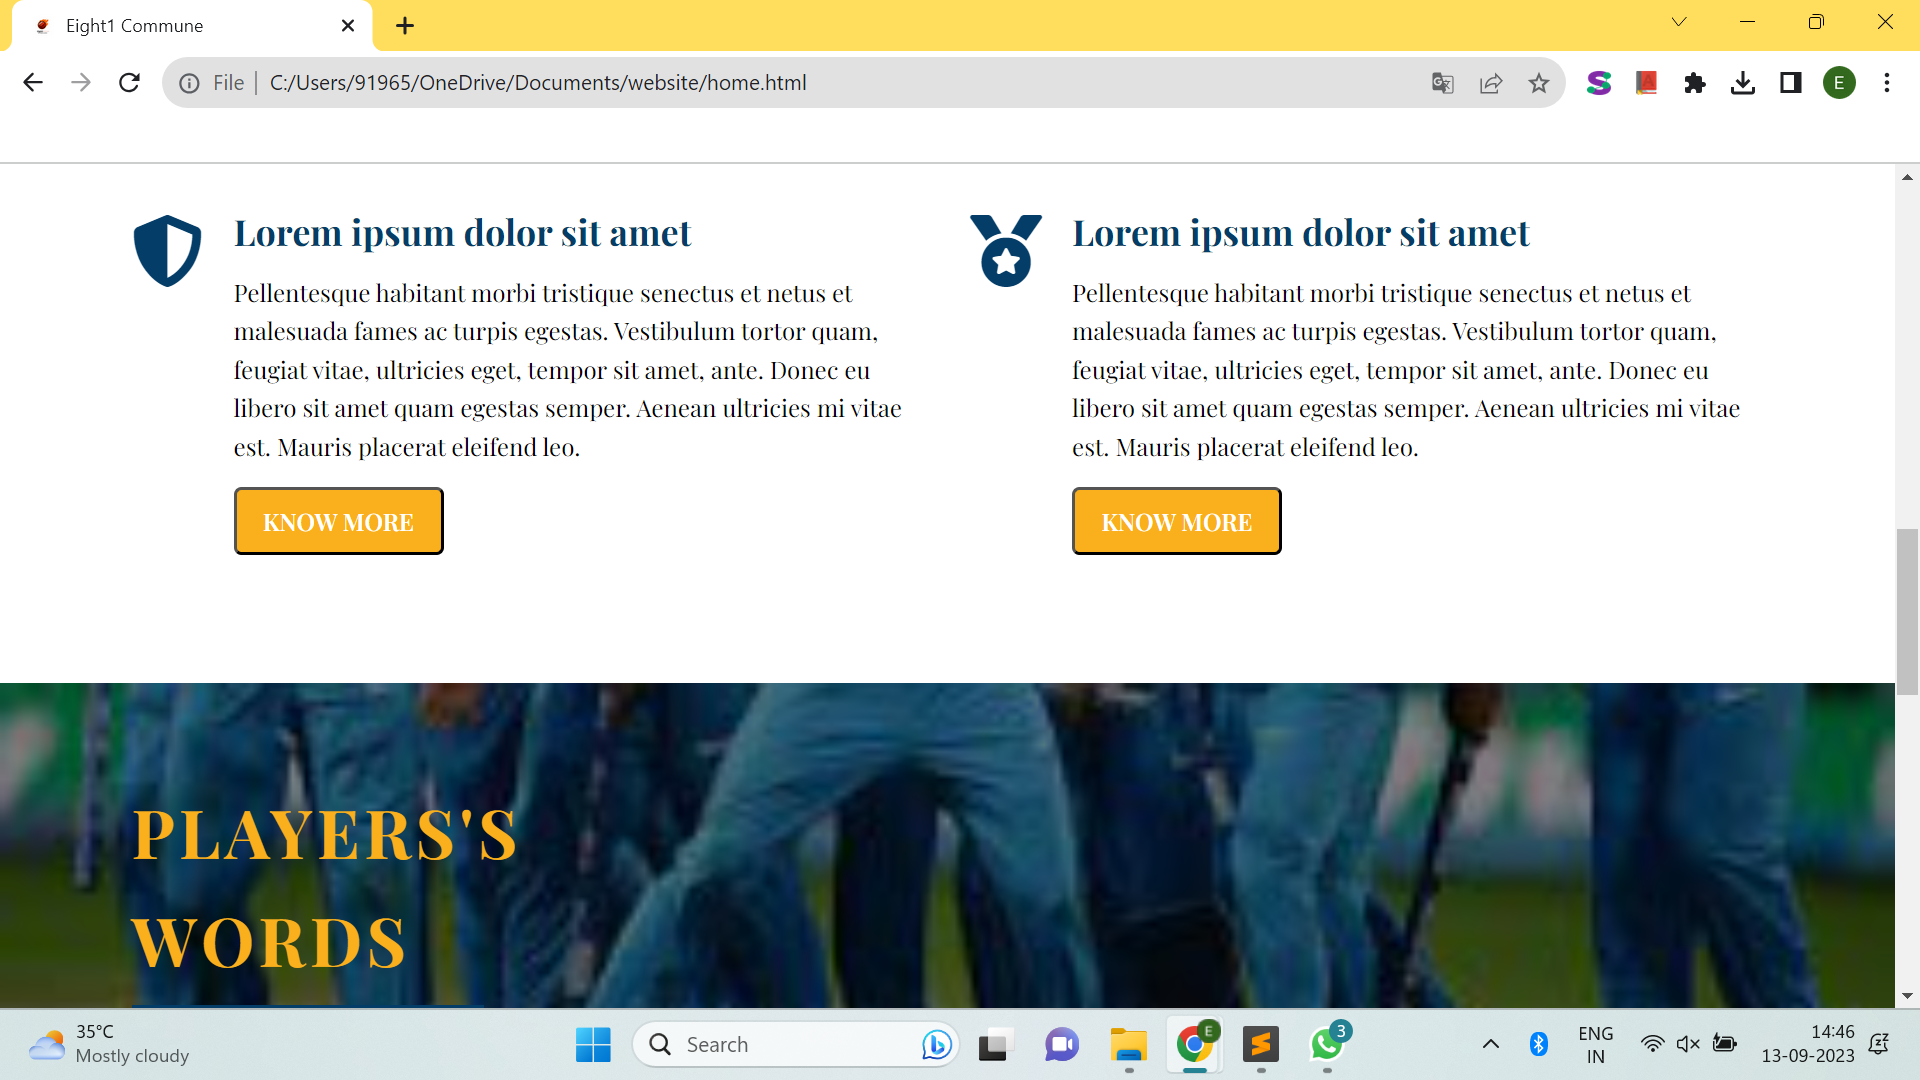 Eight1 Commune
File
C:/Users/91965/OneDrive/Documents/website/home.html
E
Lorem ipsum dolor sit amet
Pellentesque habitant morbi tristique senectus et netus et
malesuada fames ac turpis egestas. Vestibulum tortor quam,
feugiat vitae, ultricies eget, tempor sit amet, ante. Donec eu
libero sit amet quam egestas semper. Aenean ultricies mi vitae
est. Mauris placerat eleifend leo.
KNOW MORE
Lorem ipsum dolor sit amet
Pellentesque habitant morbi tristique senectus et netus et
malesuada fames ac turpis egestas. Vestibulum tortor quam,
feugiat vitae, ultricies eget, tempor sit amet, ante. Donec eu
libero sit amet quam egestas semper. Aenean ultricies mi vitae
est. Mauris placerat eleifend leo.
KNOW MORE
PLAYERS'S
WORDS
35°C
Mostly cloudy
Search
E
3
ENG
IN
14:46
13-09-2023